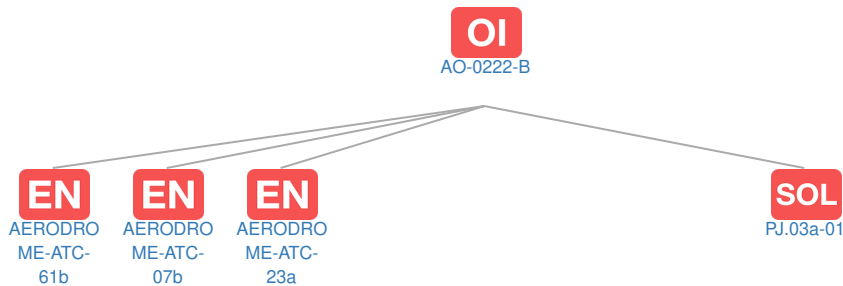 OI
AO-0222-B
EN EN EN SOL
AERODRO AERODRO AERODRO PJ.03a-01
ME-ATC- ME-ATC- ME-ATC-
61b 07b 23a